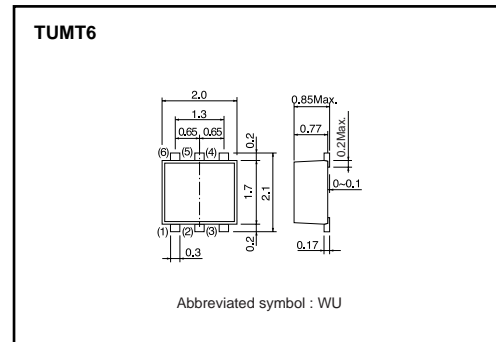 TUMT6
2.0
0.85Max.
1.3
0.77
0.65 0.65
0.2
0.2Max.
(6) (5) (4)
1.7
2.1
0~0.1
(1) (2) (3)
0.3
0.2
0.17
Abbreviated symbol : WU